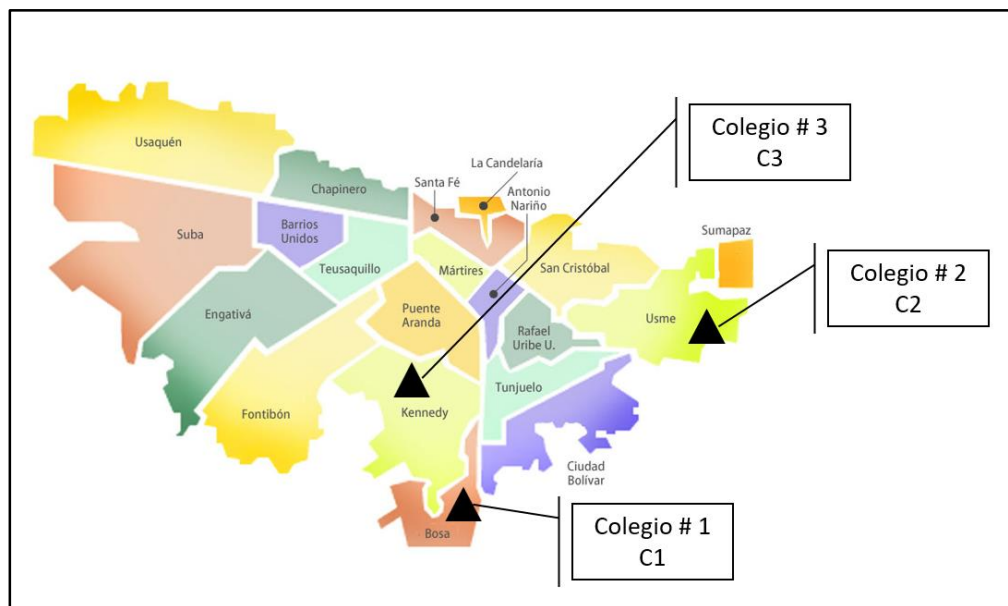 Colegio # 3
C3
Usaquén
La Candelaría
Santa Fé
Antonio
Nariño
Chapinero
Barrios
Unidos
Sumapaz
Suba
Teusaquillo
Mártires
San Cristóbal
Colegio # 2
C2
Engativá
Puente
Aranda
Usme
Rafael
Uribe U.
Fontibón
Kennedy
Tunjuelo
Ciudad
Bolívar
Bosa
Colegio # 1
C1